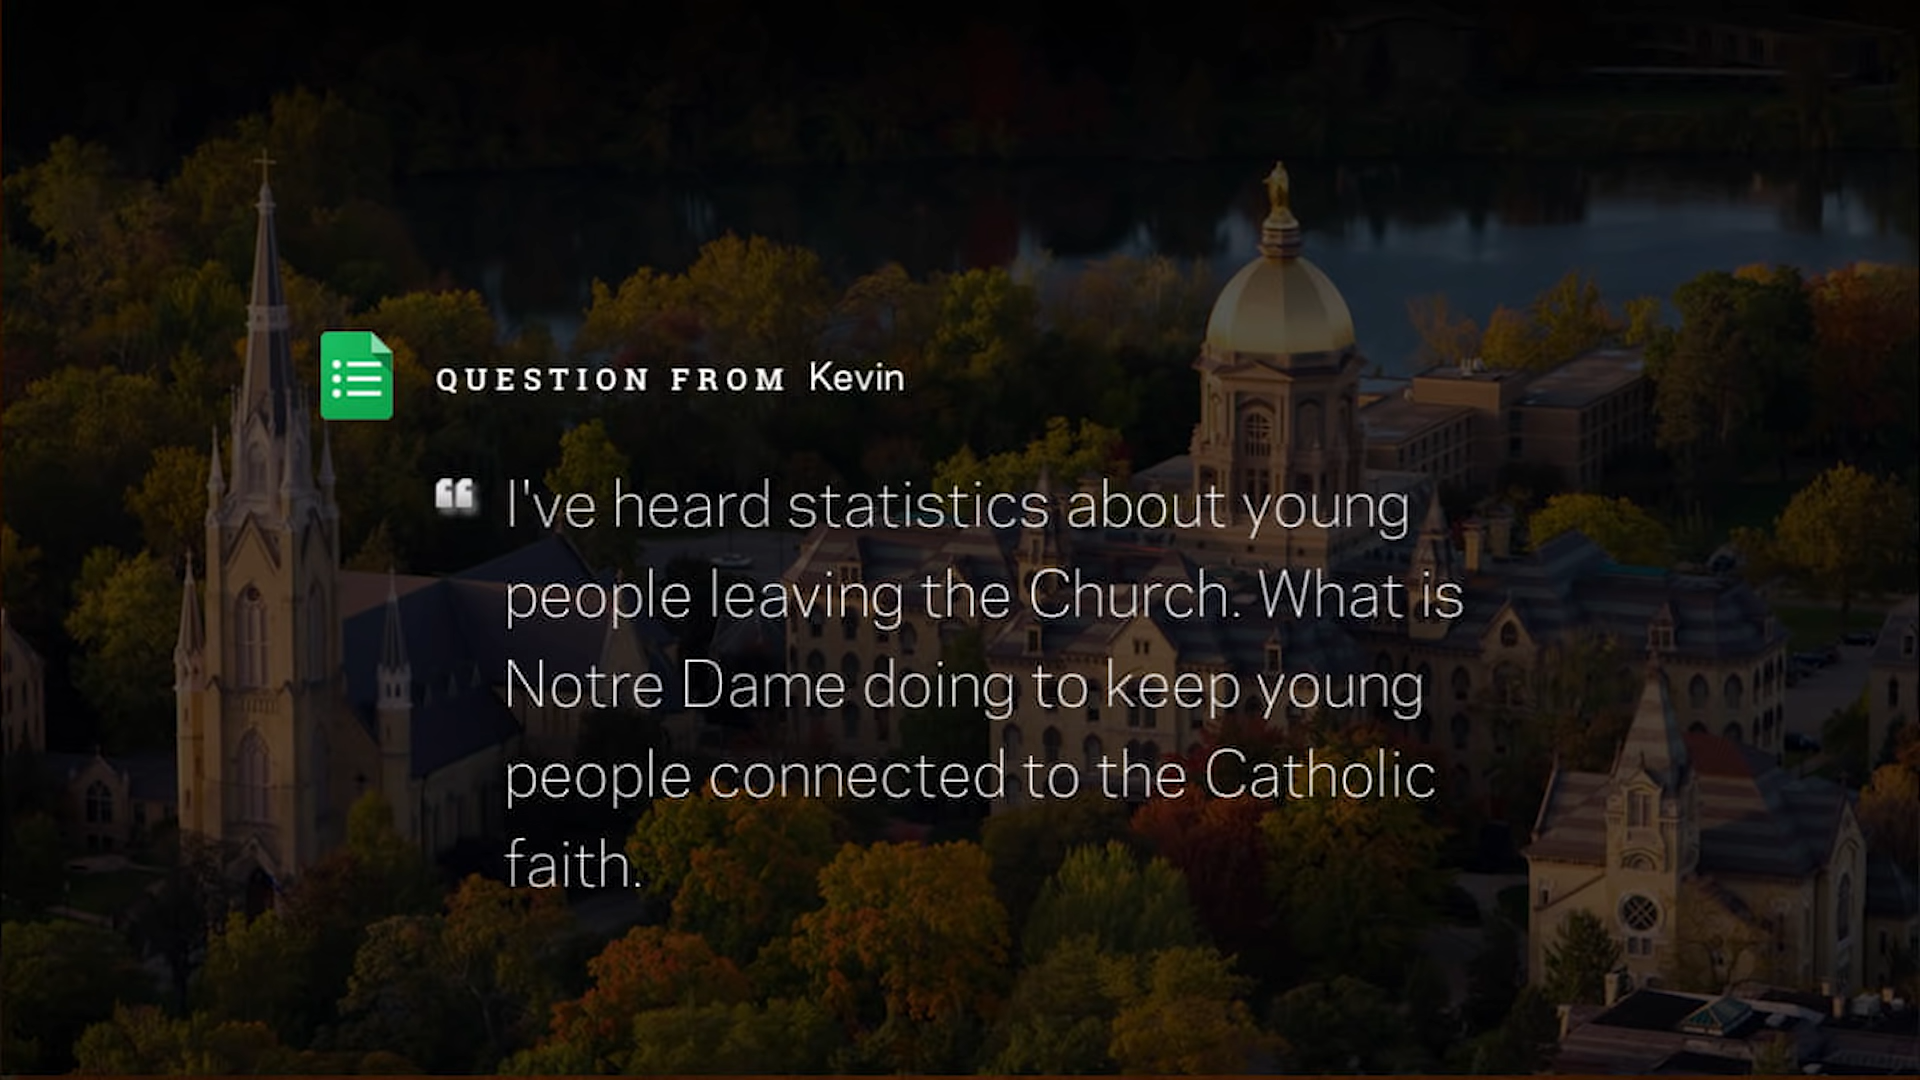 QUESTION FROM Kevin
“ I've heard statistics about young
people leaving the Church. What is
Notre Dame doing to keep young
people connected to the Catholic
faith.